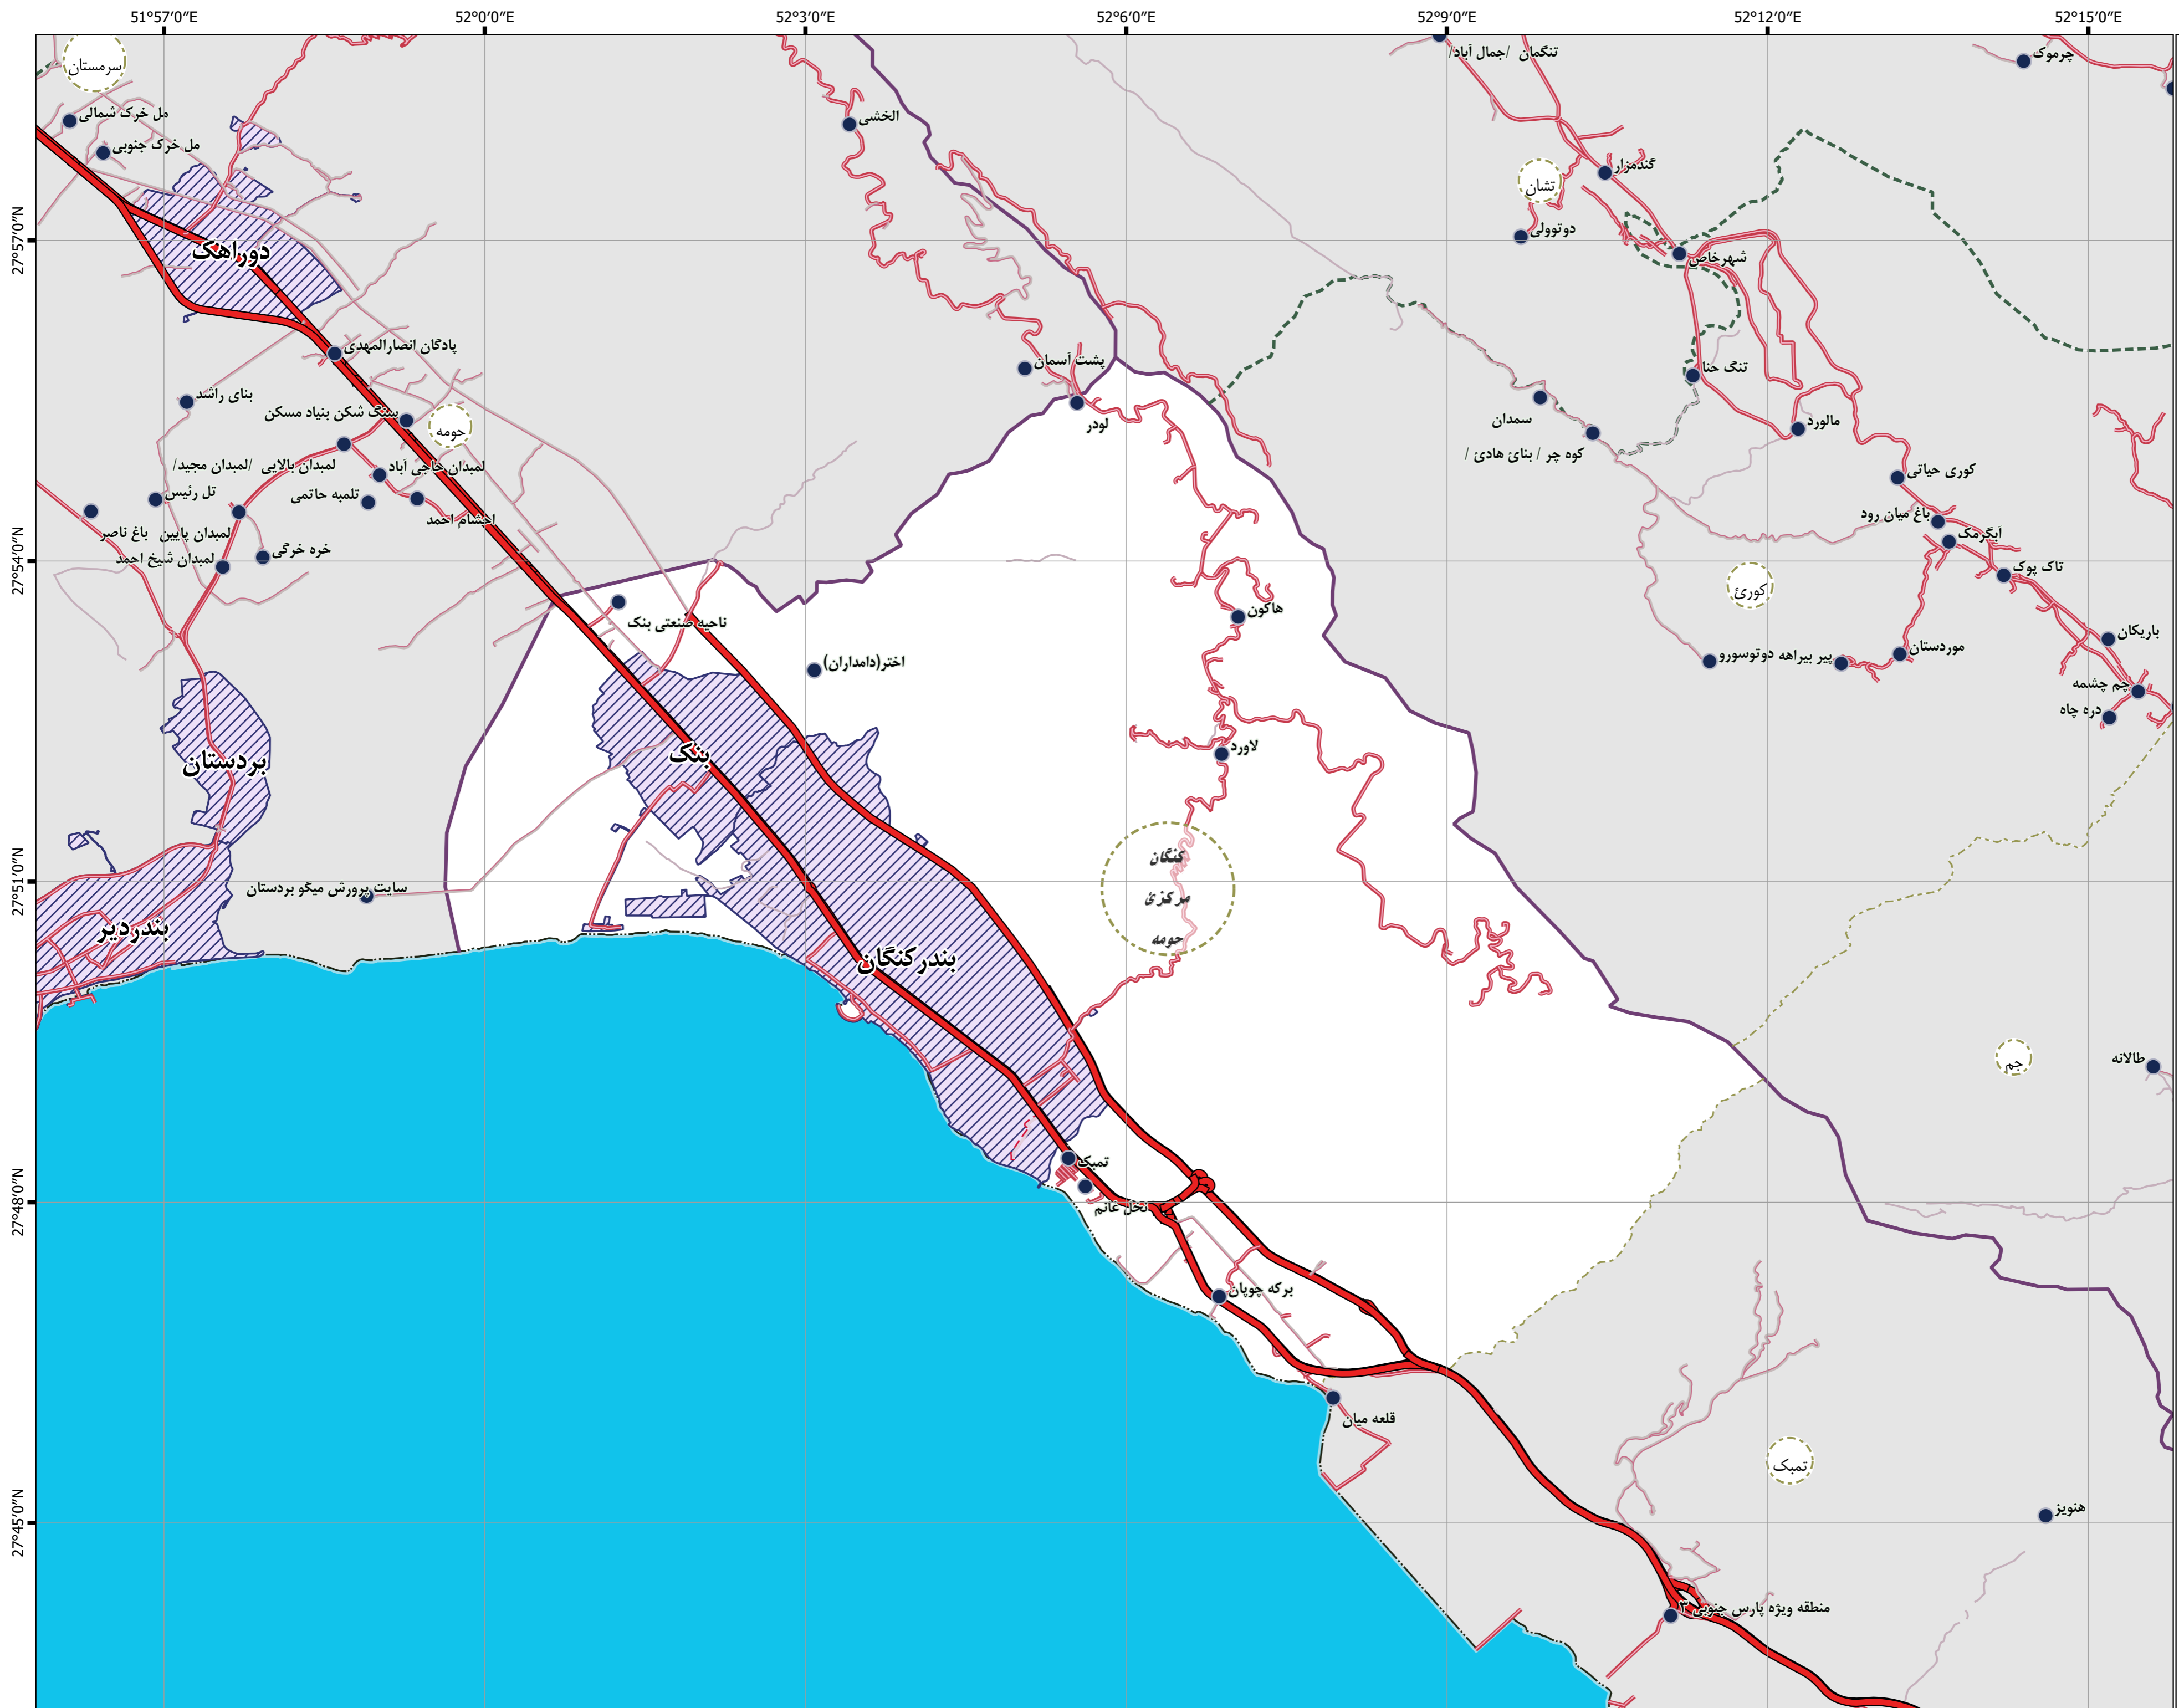 51°57'0"E
52°0'0"E
52°3'0"E
52°6'0"E
52°9'0"E
52°12'0"E
52°15'0"E
27°57'0"N
27°54'0"N
27°51'0"N
27°48'0"N
27°45'0"N
سرمستان
تنگمان /جمال آباد/
چرموک
مل خرک شمالی
الخشی
مل خرک جنوبی
گندمزار
تشان
دوتوولی
دوراهک
شهرخاص
پادگان انصارالمهدی
پشت آسمان
تنگ حنا
بنای راشد
سنگ شکن بنیاد مسکن
لودر
سمدان
مالورد
حومه
کوه چر / بنائ هادئ /
لمبدان بالایی /لمبدان مجید/
لمبدان حاجی آباد
کوری حیاتی
تل رئیس
تلمبه حاتمی
احشام احمد
باغ میان رود
باغ ناصر
لمبدان پایین
آبگرمک
لمبدان شیخ احمد
خره خرگی
تاک پوک
کورئ
هاکون
ناحیه صنعتی بنک
باریکان
اختر(دامداران)
دوتوسورو
پیر بیراهه
موردستان
چم چشمه
دره چاه
بنک
لاورد
بردستان
کنگان
مرکزئ
حومه
سایت پرورش میگو بردستان
بندردیر
بندرکنگان
جم
طالانه
تمبک
نخل غانم
برکه چوپان
قلعه میان
تمبک
هنویز
منطقه ویژه پارس جنوبی ۳